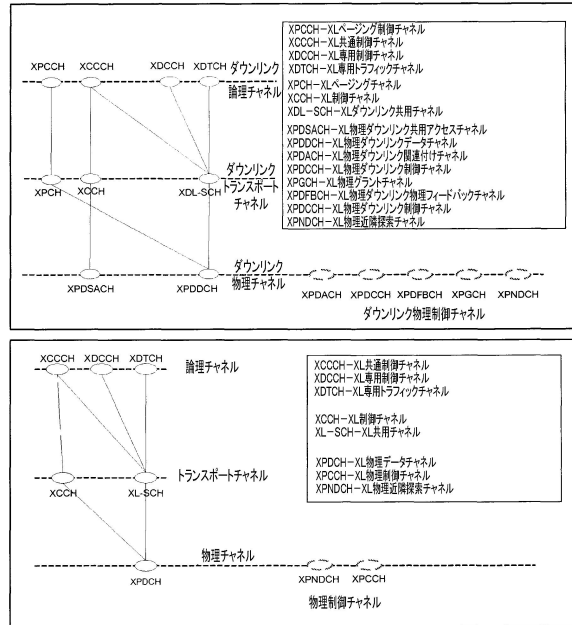 XPCCH XCCCH XDCCH XDTCH ダウンリンク
論理チャネル
XPCH XCCH XDL-SCH
ダウンリンク
トランスポート
チャネル
ダウンリンク
物理チャネル
XPDSACH XPDDCH XPDACH XPDCCH XPDFBCH XPGCH XPNDCH
ダウンリンク物理制御チャネル
XPCCH-XLページング制御チャネル
XCCCH-XL共通制御チャネル
XDCCH-XL専用制御チャネル
XDTCH-XL専用トラフィックチャネル
XPCH-XLページングチャネル
XCCH-XL制御チャネル
XDL-SCH-XLダウンリンク共用チャネル
XPDSACH-XL物理ダウンリンク共用アクセスチャネル
XPDDCH-XL物理ダウンリンクデータチャネル
XPDACH-XL物理ダウンリンク関連付けチャネル
XPDCCH-XL物理ダウンリンク制御チャネル
XPGCH-XL物理グラントチャネル
XPDFBCH-XL物理ダウンリンク物理フィードバックチャネル
XPDCCH-XL物理ダウンリンク制御チャネル
XPNDCH-XL物理近隣探索チャネル
XCCCH XDCCH XDTCH 論理チャネル
トランスポートチャネル
XCCH XL-SCH
物理チャネル
XPDCH XPNDCH XPCCH
物理制御チャネル
XCCCH-XL共通制御チャネル
XDCCH-XL専用制御チャネル
XDTCH-XL専用トラフィックチャネル
XCCH-XL制御チャネル
XL-SCH-XL共用チャネル
XPDCH-XL物理データチャネル
XPCCH-XL物理制御チャネル
XPNDCH-XL物理近隣探索チャネル